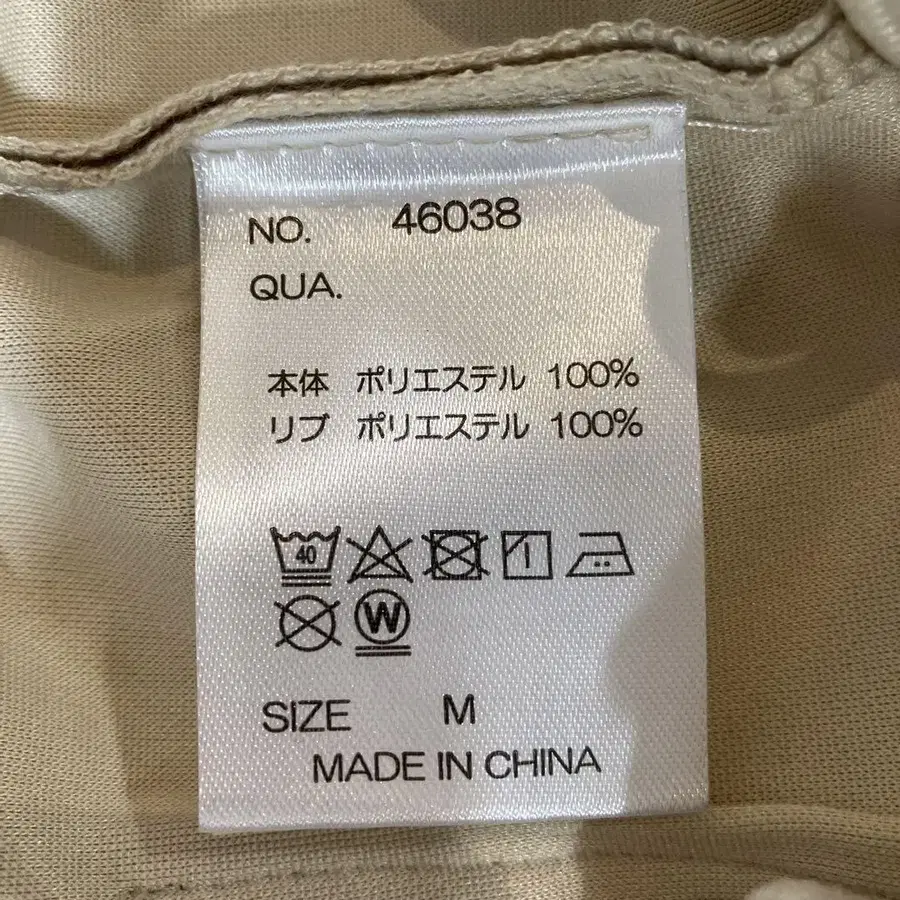 NO. 46038
QUA.
本体 ポリエステル 100%
リブ ポリエステル 100%
40
W
SIZE M
MADE IN CHINA